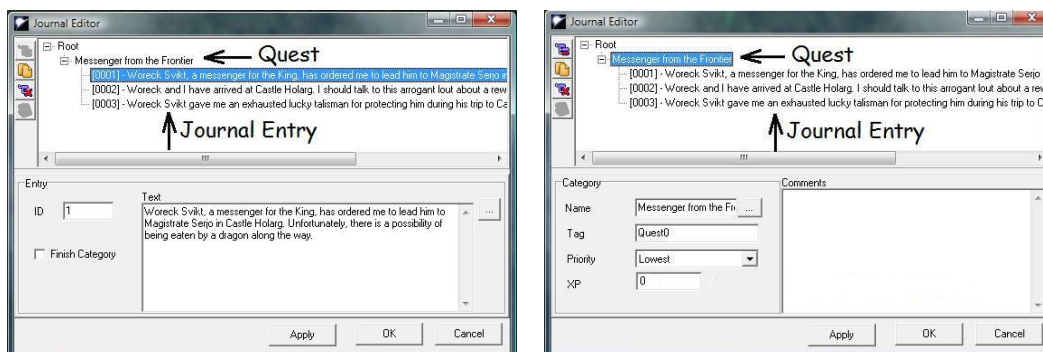 Journal Editor
Root
Messenger from the Frontier
Quest
[0001] - Woreck Svikt, a messenger for the King, has ordered me to lead him to Magistrate Serjo in
[0002] - Woreck and I have arrived at Castle Holarg. I should talk to this arrogant lout about a rew
[0003] - Woreck Svikt gave me an exhausted lucky talisman for protecting him during his trip to Ca
Journal Entry
Entry
ID 1
Finish Category
Text
Woreck Svikt, a messenger for the King, has ordered me to lead him to
Magistrate Serjo in Castle Holarg. Unfortunately, there is a possibility of
being eaten by a dragon along the way.
...
Apply OK Cancel
Journal Editor
Root
Messenger from the Frontier
Quest
[0001] - Woreck Svikt, a messenger for the King, has ordered me to lead him to Magistrate Serjo
[0002] - Woreck and I have arrived at Castle Holarg. I should talk to this arrogant lout about a rew
[0003] - Woreck Svikt gave me an exhausted lucky talisman for protecting him during his trip to C
Journal Entry
Category
Name Messenger from the Fr ...
Tag Quest0
Priority Lowest
XP 0
Comments
Apply OK Cancel